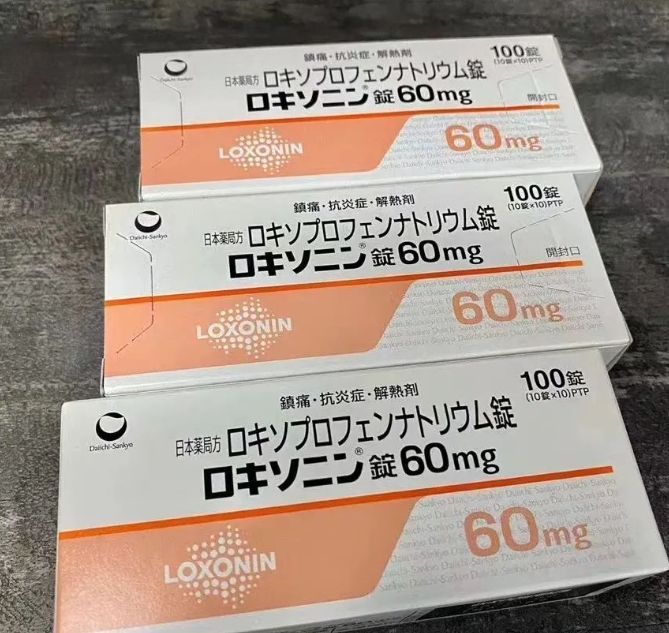 鎮痛・抗炎症・解熱剤
100錠
(10錠×10)PTP
Daiichi-Sankyo
日本薬局方 ロキソプロフェンナトリウム錠
ロキソニン®錠60mg
開封口
LOXONIN
60mg
鎮痛・抗炎症・解熱剤
100錠
(10錠×10)PTP
Daiichi-Sankyo
日本薬局方 ロキソプロフェンナトリウム錠
ロキソニン®錠60mg
開封口
LOXONIN
60mg
鎮痛・抗炎症・解熱剤
100錠
(10錠×10)PTP
Daiichi-Sankyo
日本薬局方 ロキソプロフェンナトリウム錠
ロキソニン®錠60mg
LOXONIN
60mg